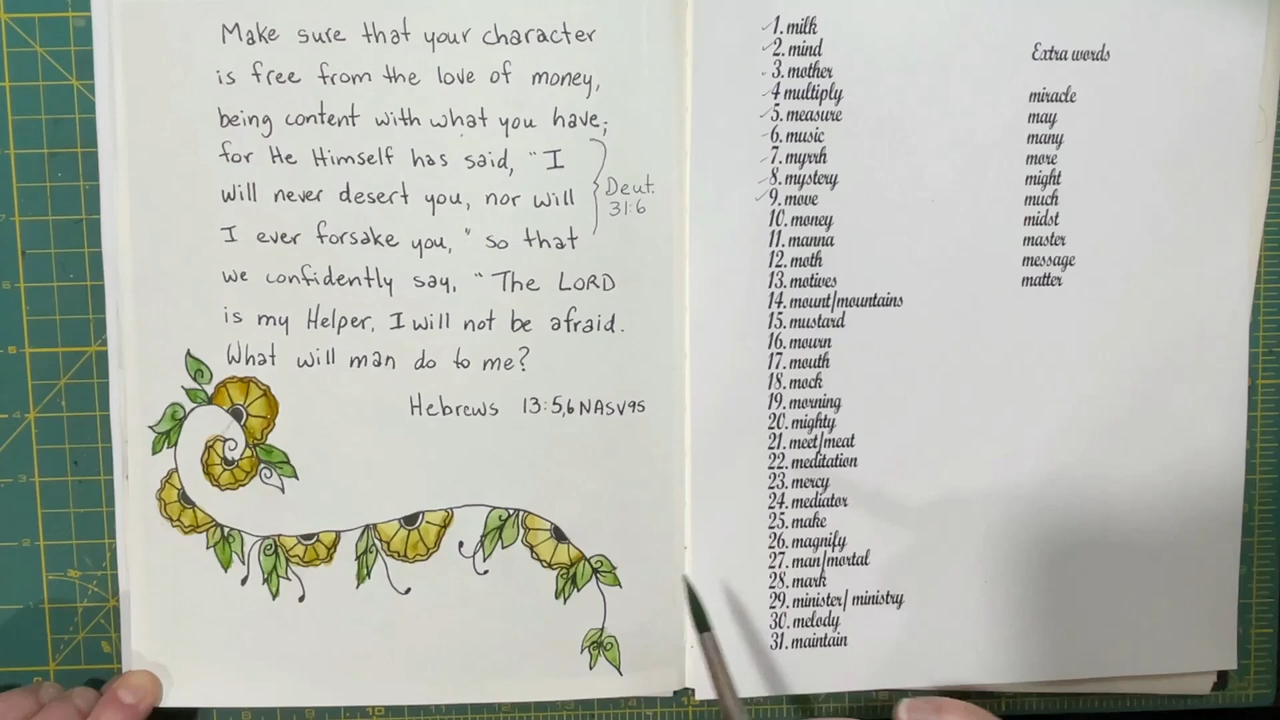 Make sure that your character
is free from the love of money,
being content with what you have;
for He Himself has said, "I
will never desert you, nor will
I ever forsake you," so that
we confidently say, "The LORD
is my Helper, I will not be afraid.
What will man do to me?
Hebrews 13:5,6 NASV95
Deut.
31:6
1. milk
2. mind
3. mother
4 multiply
5. measure
6. music
7. myrrh
8. mystery
9. move
10. money
11. manna
12. moth
13. motives
14. mount/mountains
15. mustard
16. mourn
17. mouth
18. mock
19. morning
20. mighty
21. meet/meat
22. meditation
23. mercy
24. mediator
25. make
26. magnify
27. man/mortal
28. mark
29. minister/ ministry
30. melody
31. maintain
Extra words
miracle
may
many
more
might
much
midst
master
message
matter